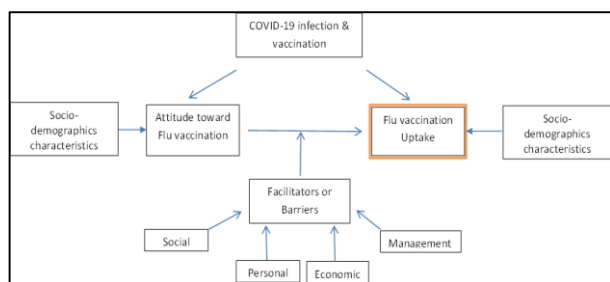 COVID-19 infection &
vaccination
Socio-
demographics
characteristics
Attitude toward
Flu vaccination
Flu vaccination
Uptake
Socio-
demographics
characteristics
Facilitators or
Barriers
Social
Management
Personal
Economic